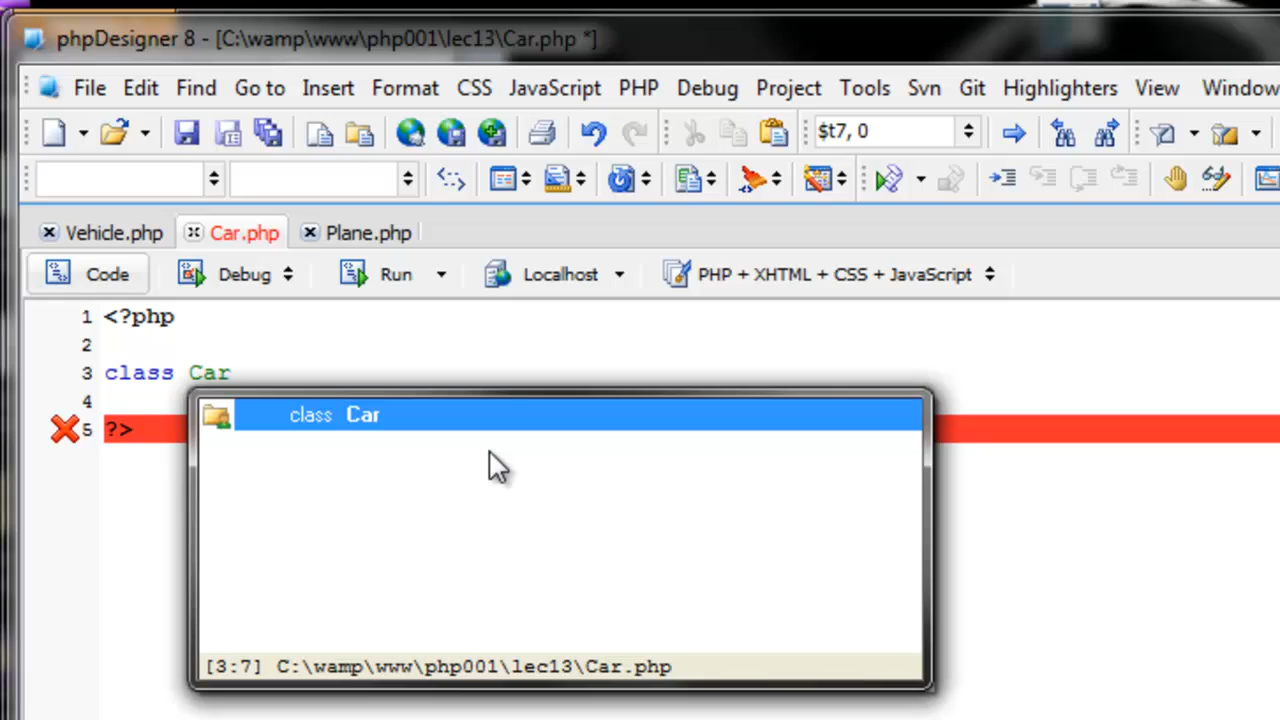 phpDesigner 8 - [C:\wamp\www\php001\lec13\Car.php *]
File Edit Find Go to Insert Format CSS JavaScript PHP Debug Project Tools Svn Git Highlighters View Window
$t7, 0
Vehicle.php Car.php Plane.php
Code Debug Run Localhost PHP + XHTML + CSS + JavaScript
1 <?php
2
3 class Car
4
class Car
5 ?>
[3:7] C:\wamp\www\php001\lec13\Car.php